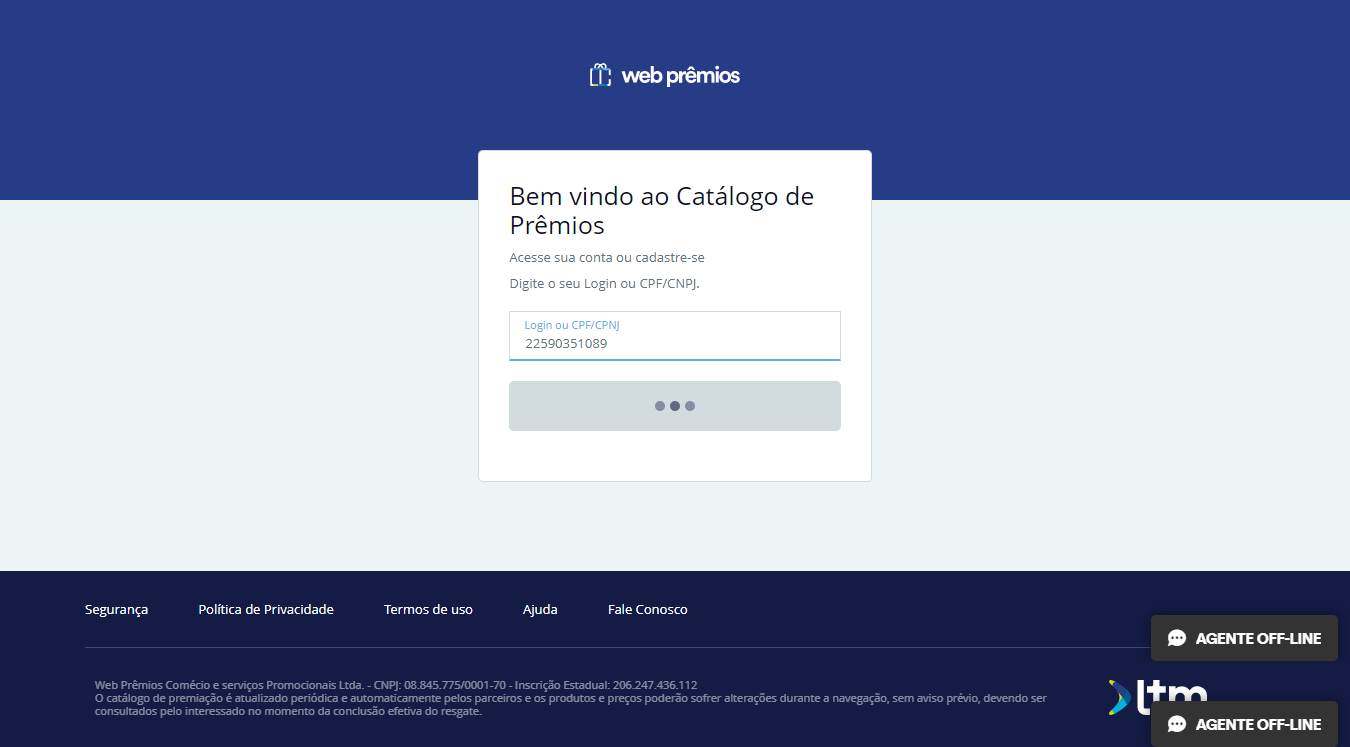 web prêmios
Bem vindo ao Catálogo de
Prêmios
Acesse sua conta ou cadastre-se
Digite o seu Login ou CPF/CNPJ.
Login ou CPF/CPNJ
22590351089
Segurança
Política de Privacidade
Termos de uso
Ajuda
Fale Conosco
AGENTE OFF-LINE
Web Prêmios Comécio e serviços Promocionais Ltda. - CNPJ: 08.845.775/0001-70 - Inscrição Estadual: 206.247.436.112
O catálogo de premiação é atualizado periódica e automaticamente pelos parceiros e os produtos e preços poderão sofrer alterações durante a navegação, sem aviso prévio, devendo ser
consultados pelo interessado no momento da conclusão efetiva do resgate.
ltm
AGENTE OFF-LINE